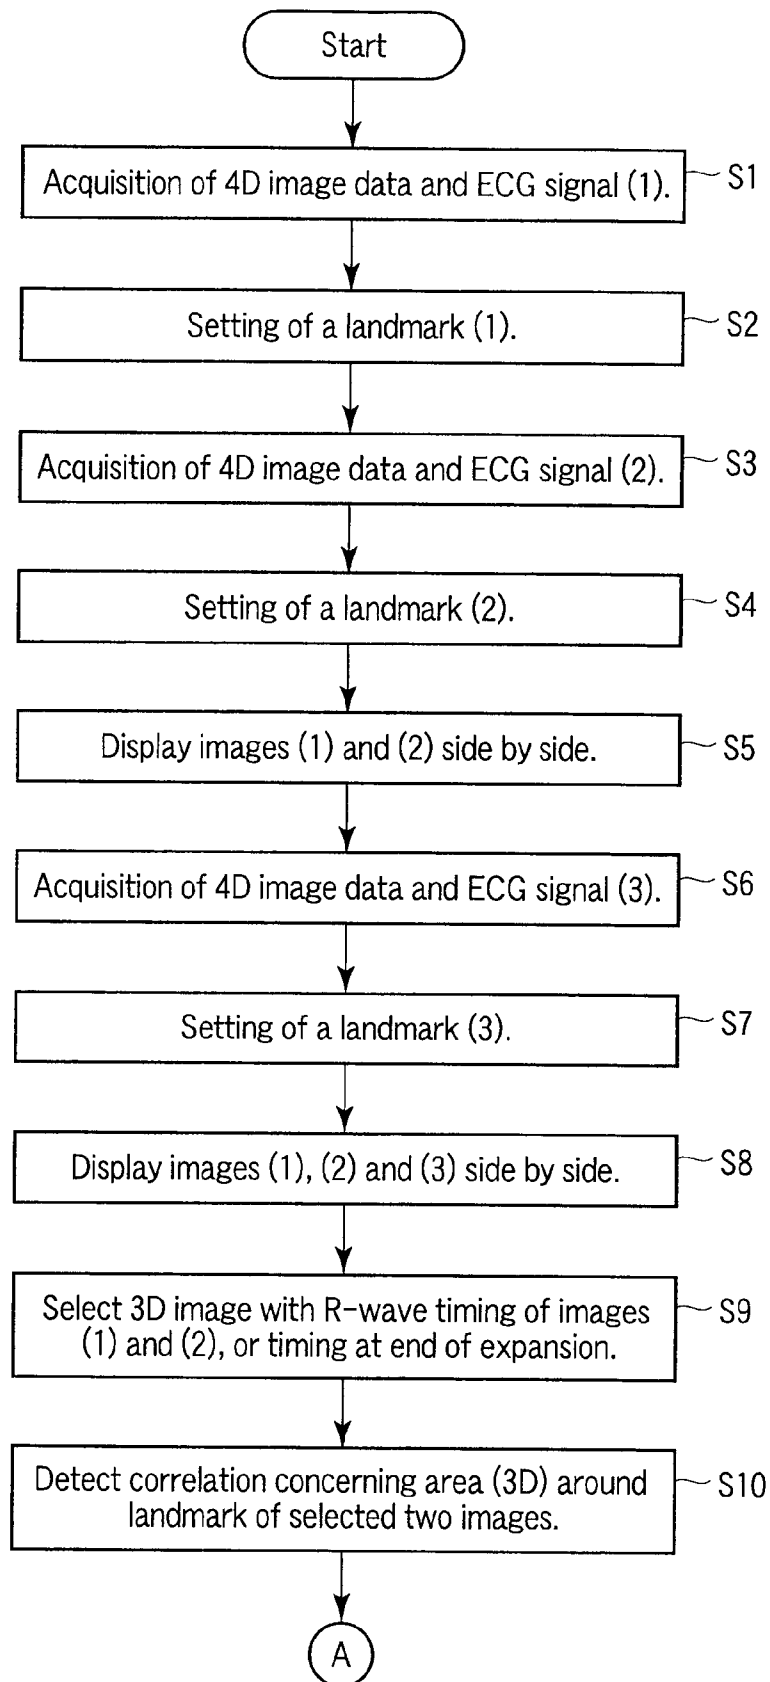 Start
Acquisition of 4D image data and ECG signal (1).
S1
Setting of a landmark (1).
S2
Acquisition of 4D image data and ECG signal (2).
S3
Setting of a landmark (2).
S4
Display images (1) and (2) side by side.
S5
Acquisition of 4D image data and ECG signal (3).
S6
Setting of a landmark (3).
S7
Display images (1), (2) and (3) side by side.
S8
Select 3D image with R-wave timing of images
(1) and (2), or timing at end of expansion.
S9
Detect correlation concerning area (3D) around
landmark of selected two images.
S10
A